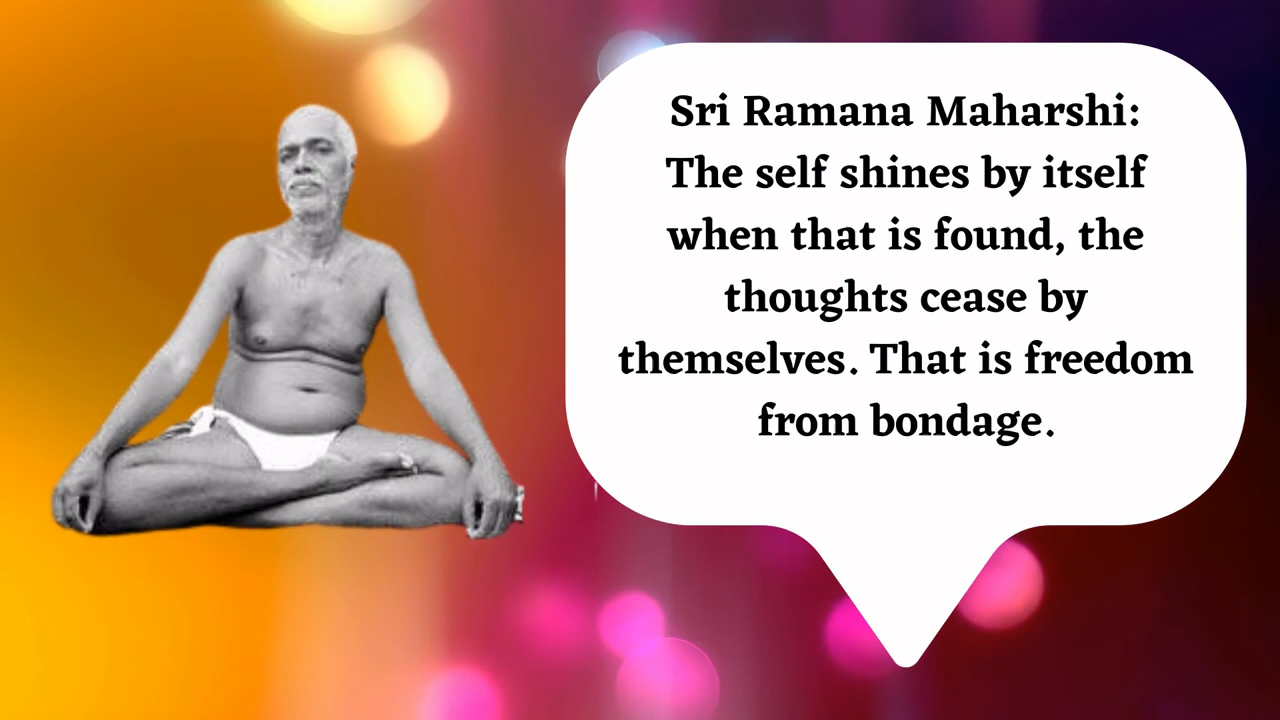 Sri Ramana Maharshi:
The self shines by itself
when that is found, the
thoughts cease by
themselves. That is freedom
from bondage.